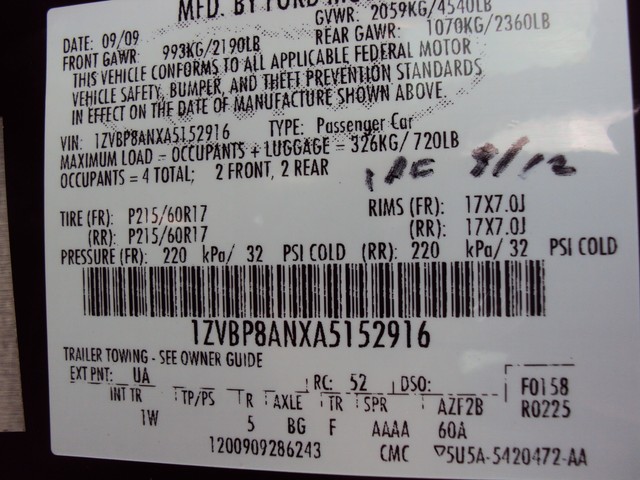 MFD. BY FORD MO
DATE: 09/09 GVWR: 2059KG/4540LB
FRONT GAWR: 993KG/2190LB REAR GAWR: 1070KG/2360LB
THIS VEHICLE CONFORMS TO ALL APPLICABLE FEDERAL MOTOR
VEHICLE SAFETY, BUMPER, AND THEFT PREVENTION STANDARDS
IN EFFECT ON THE DATE OF MANUFACTURE SHOWN ABOVE.
VIN: 1ZVBP8ANXA5152916 TYPE: Passenger Car
MAXIMUM LOAD = OCCUPANTS + LUGGAGE = 326KG/720LB
OCCUPANTS = 4 TOTAL; 2 FRONT, 2 REAR
9/12
TIRE (FR): P215/60R17 RIMS (FR): 17X7.0J
(RR): P215/60R17 (RR): 17X7.0J
PRESSURE (FR): 220 kPa/ 32 PSI COLD (RR): 220 kPa/ 32 PSI COLD
1ZVBP8ANXA5152916
TRAILER TOWING - SEE OWNER GUIDE
EXT PNT: UA RC: 52 DSO: F0158
INT TR TP/PS R AXLE TR SPR AZF2B R0225
1W 5 BG F AAAA 60A
1200909286243 CMC ▽5U5A-5420472-AA